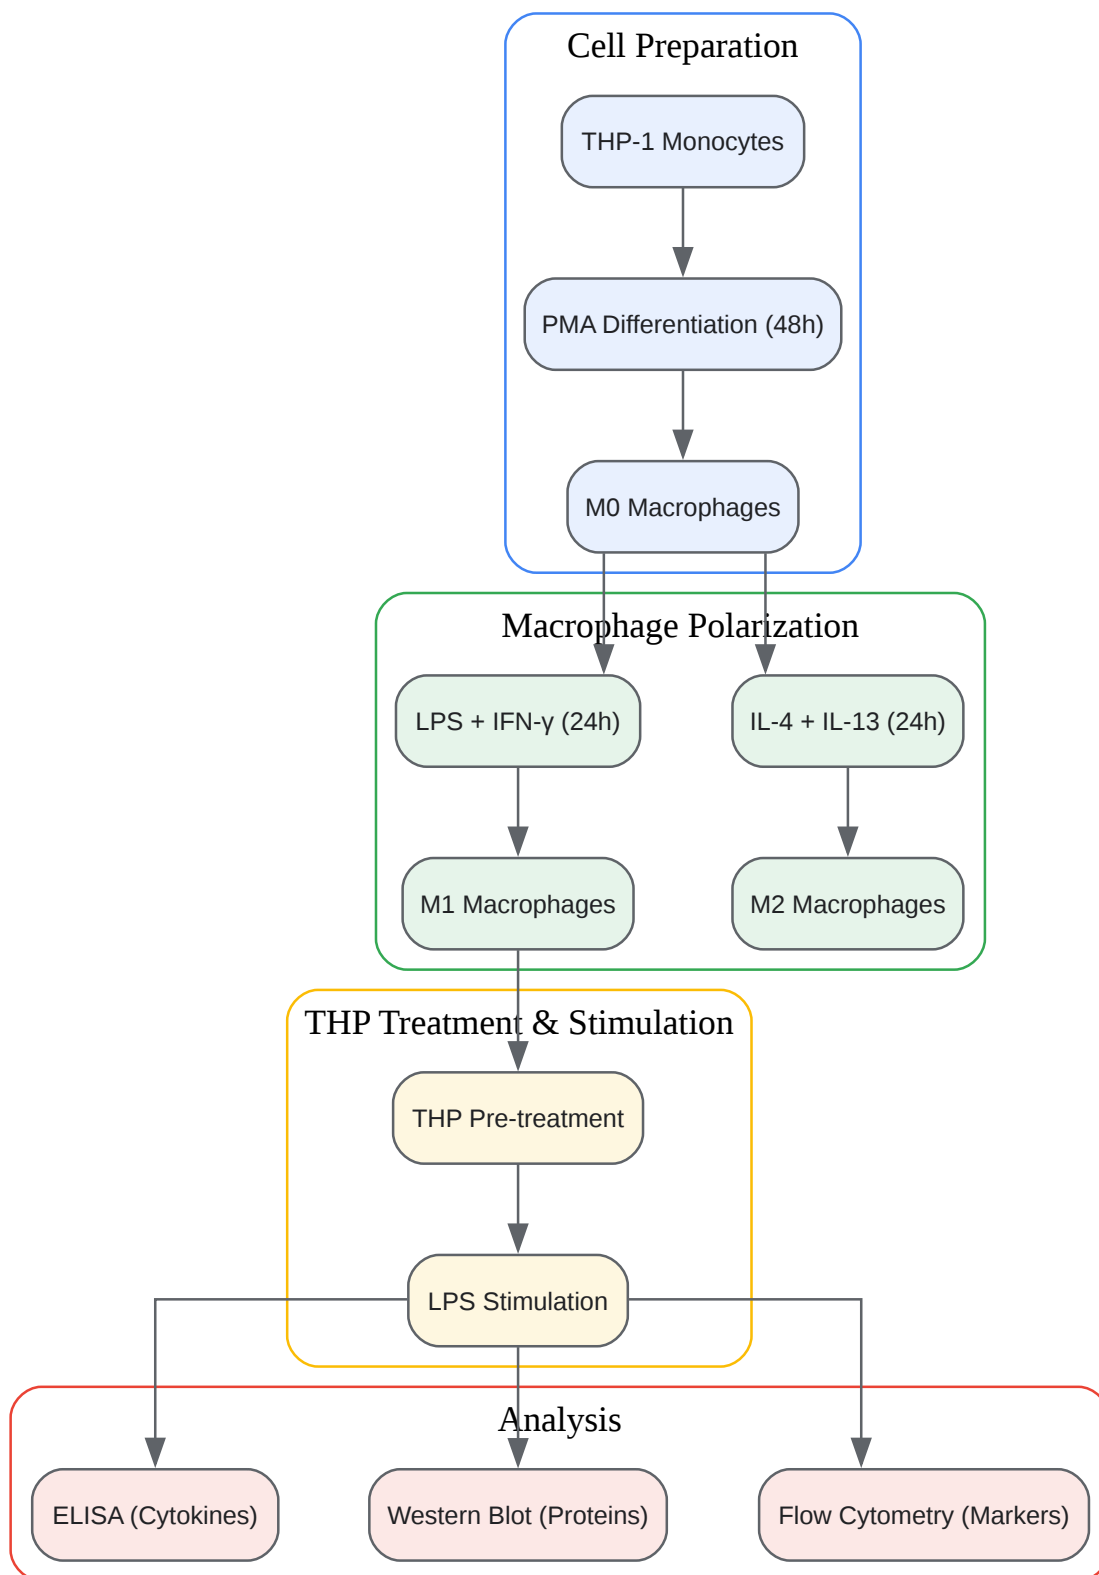 Cell Preparation
THP-1 Monocytes
PMA Differentiation (48h)
M0 Macrophages
Macrophage Polarization
LPS + IFN-γ (24h)
IL-4 + IL-13 (24h)
M1 Macrophages
M2 Macrophages
THP Treatment & Stimulation
THP Pre-treatment
LPS Stimulation
Analysis
ELISA (Cytokines)
Western Blot (Proteins)
Flow Cytometry (Markers)